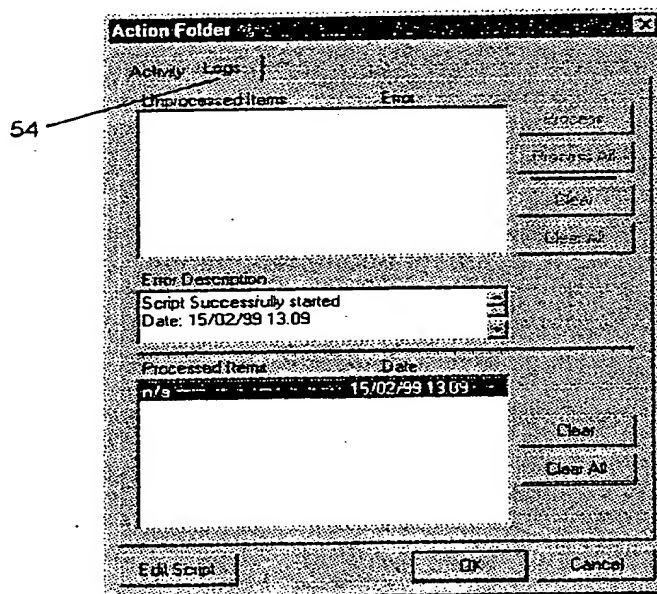 Action Folder
Activity Logs
54
Unprocessed Items Error
Process
Process All
Clear
Clear All
Error Description
Script Successfully started
Date: 15/02/99 13.09
Processed Items Date
n/a 15/02/99 13.09
Clear
Clear All
Edit Script OK Cancel